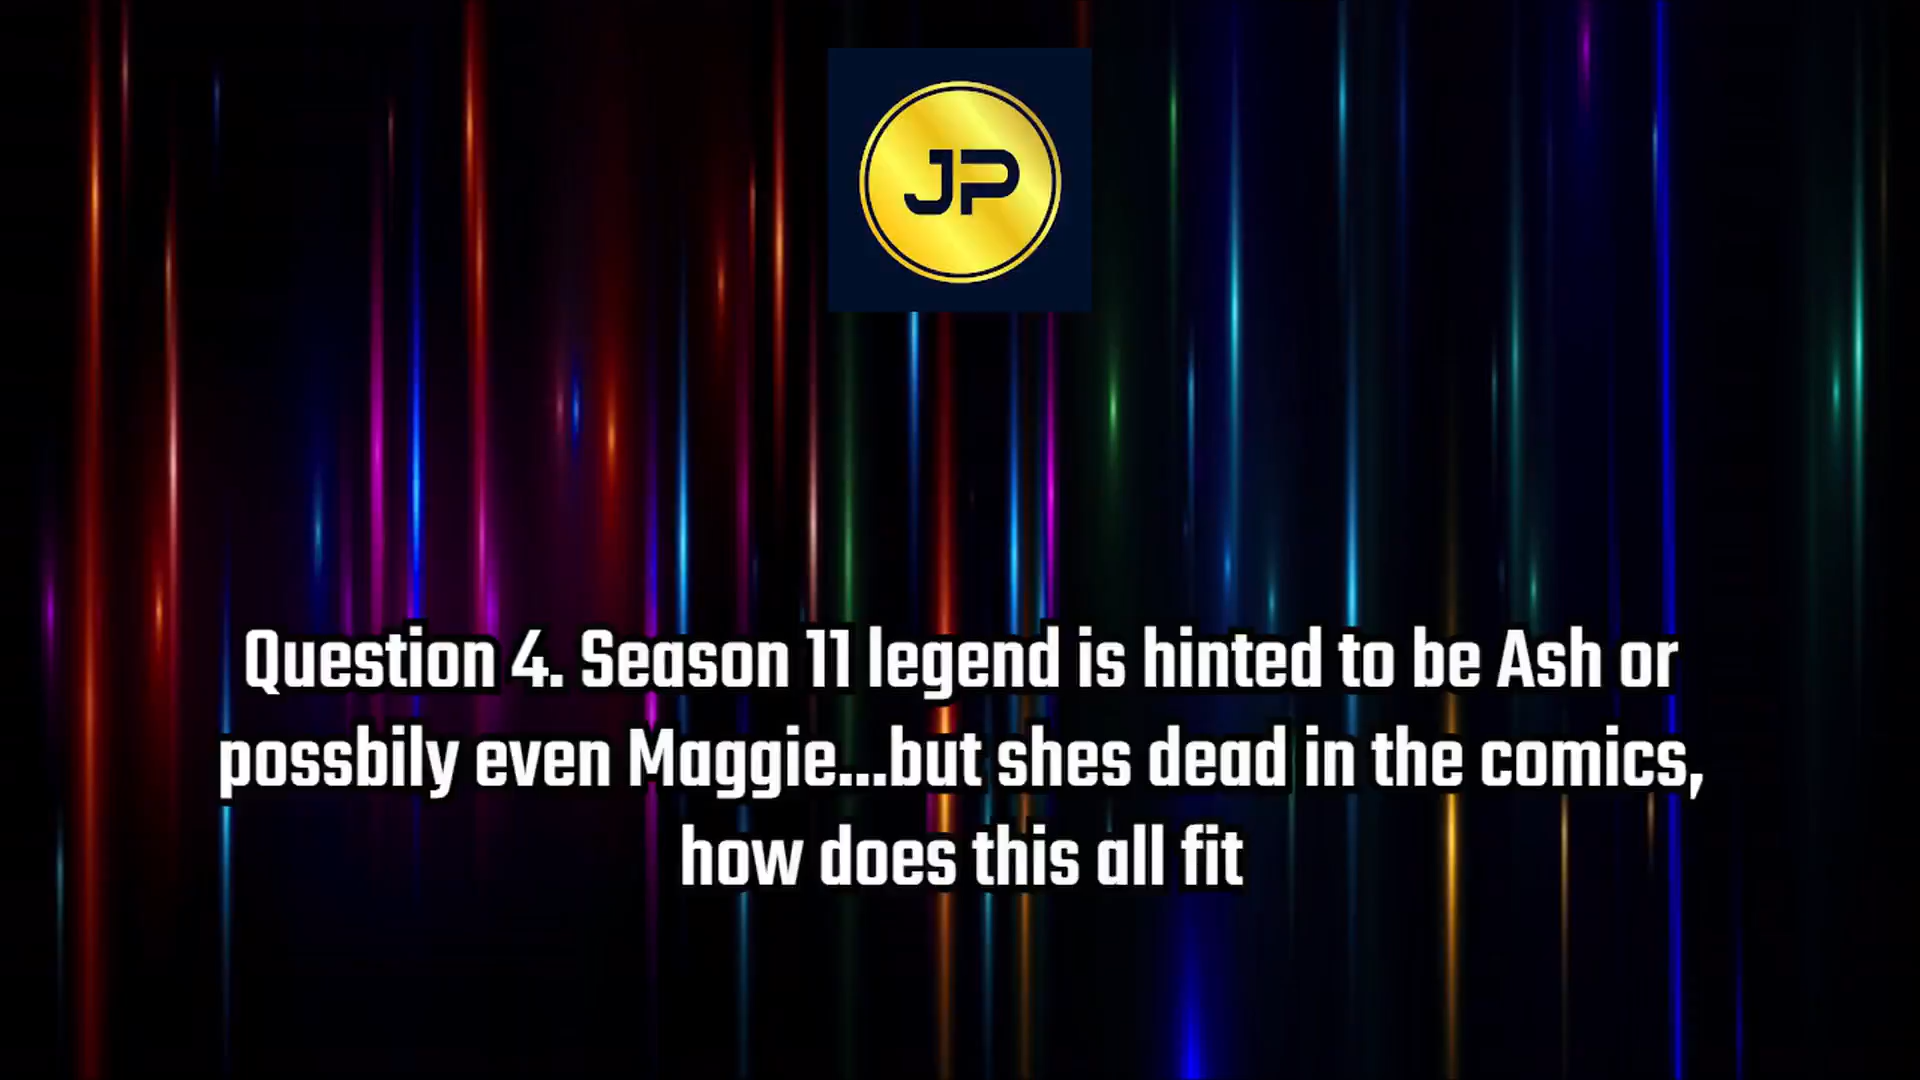 JP
Question 4. Season 11 legend is hinted to be Ash or
possbily even Maggie...but shes dead in the comics,
how does this all fit